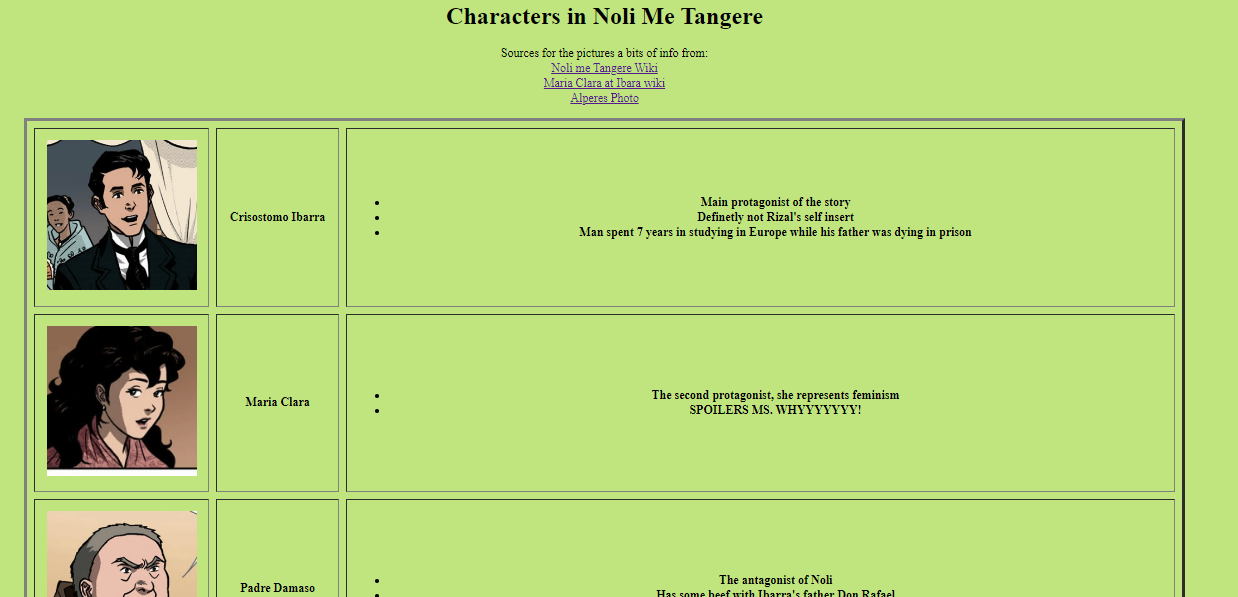 Characters in Noli Me Tangere
Sources for the pictures a bits of info from:
Noli me Tangere Wiki
Maria Clara at Ibara wiki
Alperes Photo
Crisostomo Ibarra
Main protagonist of the story
Definetly not Rizal's self insert
Man spent 7 years in studying in Europe while his father was dying in prison
Maria Clara
The second protagonist, she represents feminism
SPOILERS MS. WHYYYYYYY!
Padre Damaso
The antagonist of Noli
Has some beef with Ibarra's father Don Rafael